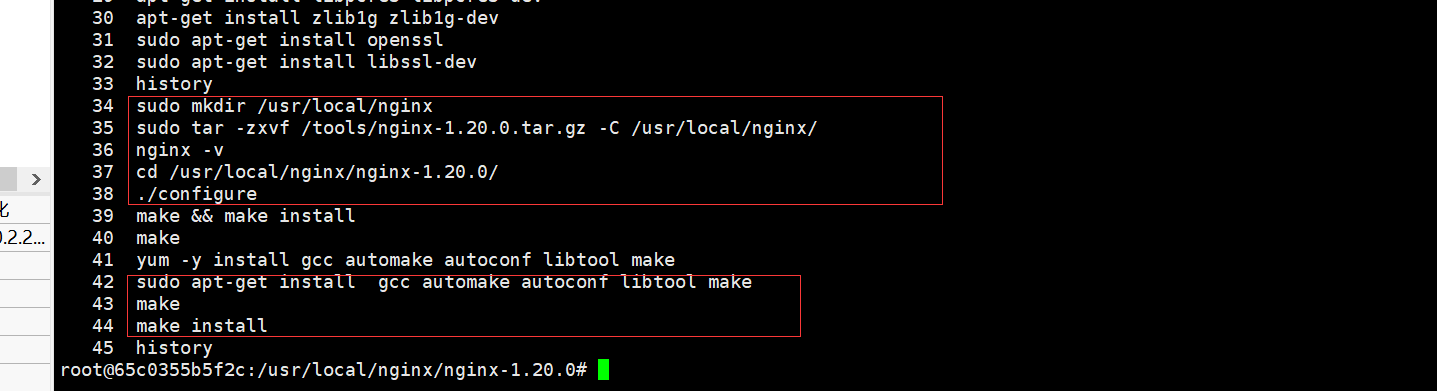 30 apt-get install zlib1g zlib1g-dev
31 sudo apt-get install openssl
32 sudo apt-get install libssl-dev
33 history
34 sudo mkdir /usr/local/nginx
35 sudo tar -zxvf /tools/nginx-1.20.0.tar.gz -C /usr/local/nginx/
36 nginx -v
37 cd /usr/local/nginx/nginx-1.20.0/
38 ./configure
39 make && make install
40 make
41 yum -y install gcc automake autoconf libtool make
42 sudo apt-get install  gcc automake autoconf libtool make
43 make
44 make install
45 history
root@65c0355b5f2c:/usr/local/nginx/nginx-1.20.0#
.2.2...